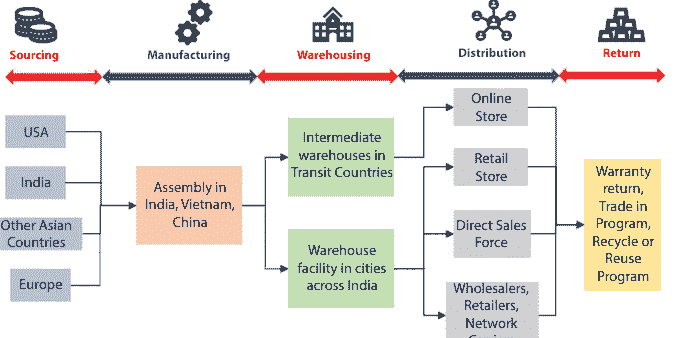 Sourcing
Manufacturing
Warehousing
Distribution
Return
USA
India
Other Asian
Countries
Europe
Assembly in
India, Vietnam,
China
Intermediate
warehouses in
Transit Countries
Warehouse
facility in cities
across India
Online
Store
Retail
Store
Direct Sales
Force
Wholesalers,
Retailers,
Network
Warranty
return,
Trade in
Program,
Recycle or
Reuse
Program